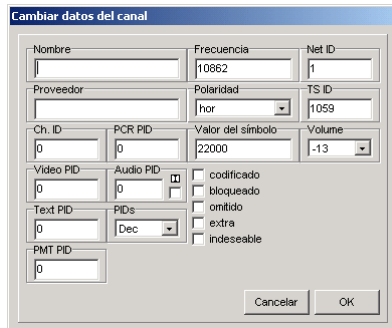 Cambiar datos del canal
Nombre Frecuencia Net ID
10862 1
Proveedor Polaridad TS ID
hor 1059
Ch. ID PCR PID Valor del símbolo Volume
0 0 22000 -13
Video PID Audio PID codificado
0 0 bloqueado
Text PID PIDs omitido
0 Dec extra
indeseable
PMT PID
0
Cancelar OK